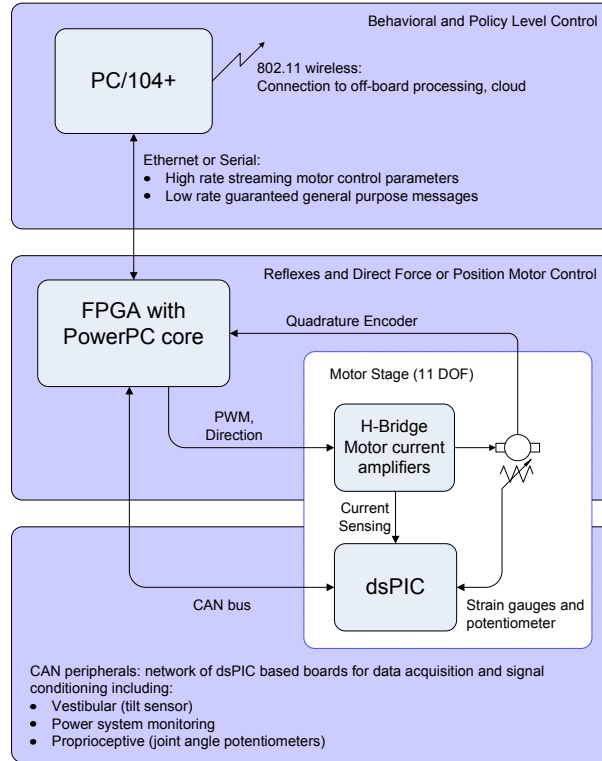 Behavioral and Policy Level Control
PC/104+
802.11 wireless:
Connection to off-board processing, cloud
Ethernet or Serial:
• High rate streaming motor control parameters
• Low rate guaranteed general purpose messages
Reflexes and Direct Force or Position Motor Control
FPGA with
PowerPC core
Quadrature Encoder
Motor Stage (11 DOF)
PWM,
Direction
H-Bridge
Motor current
amplifiers
Current
Sensing
dsPIC
CAN bus
Strain gauges and
potentiometer
CAN peripherals: network of dsPIC based boards for data acquisition and signal
conditioning including:
• Vestibular (tilt sensor)
• Power system monitoring
• Proprioceptive (joint angle potentiometers)